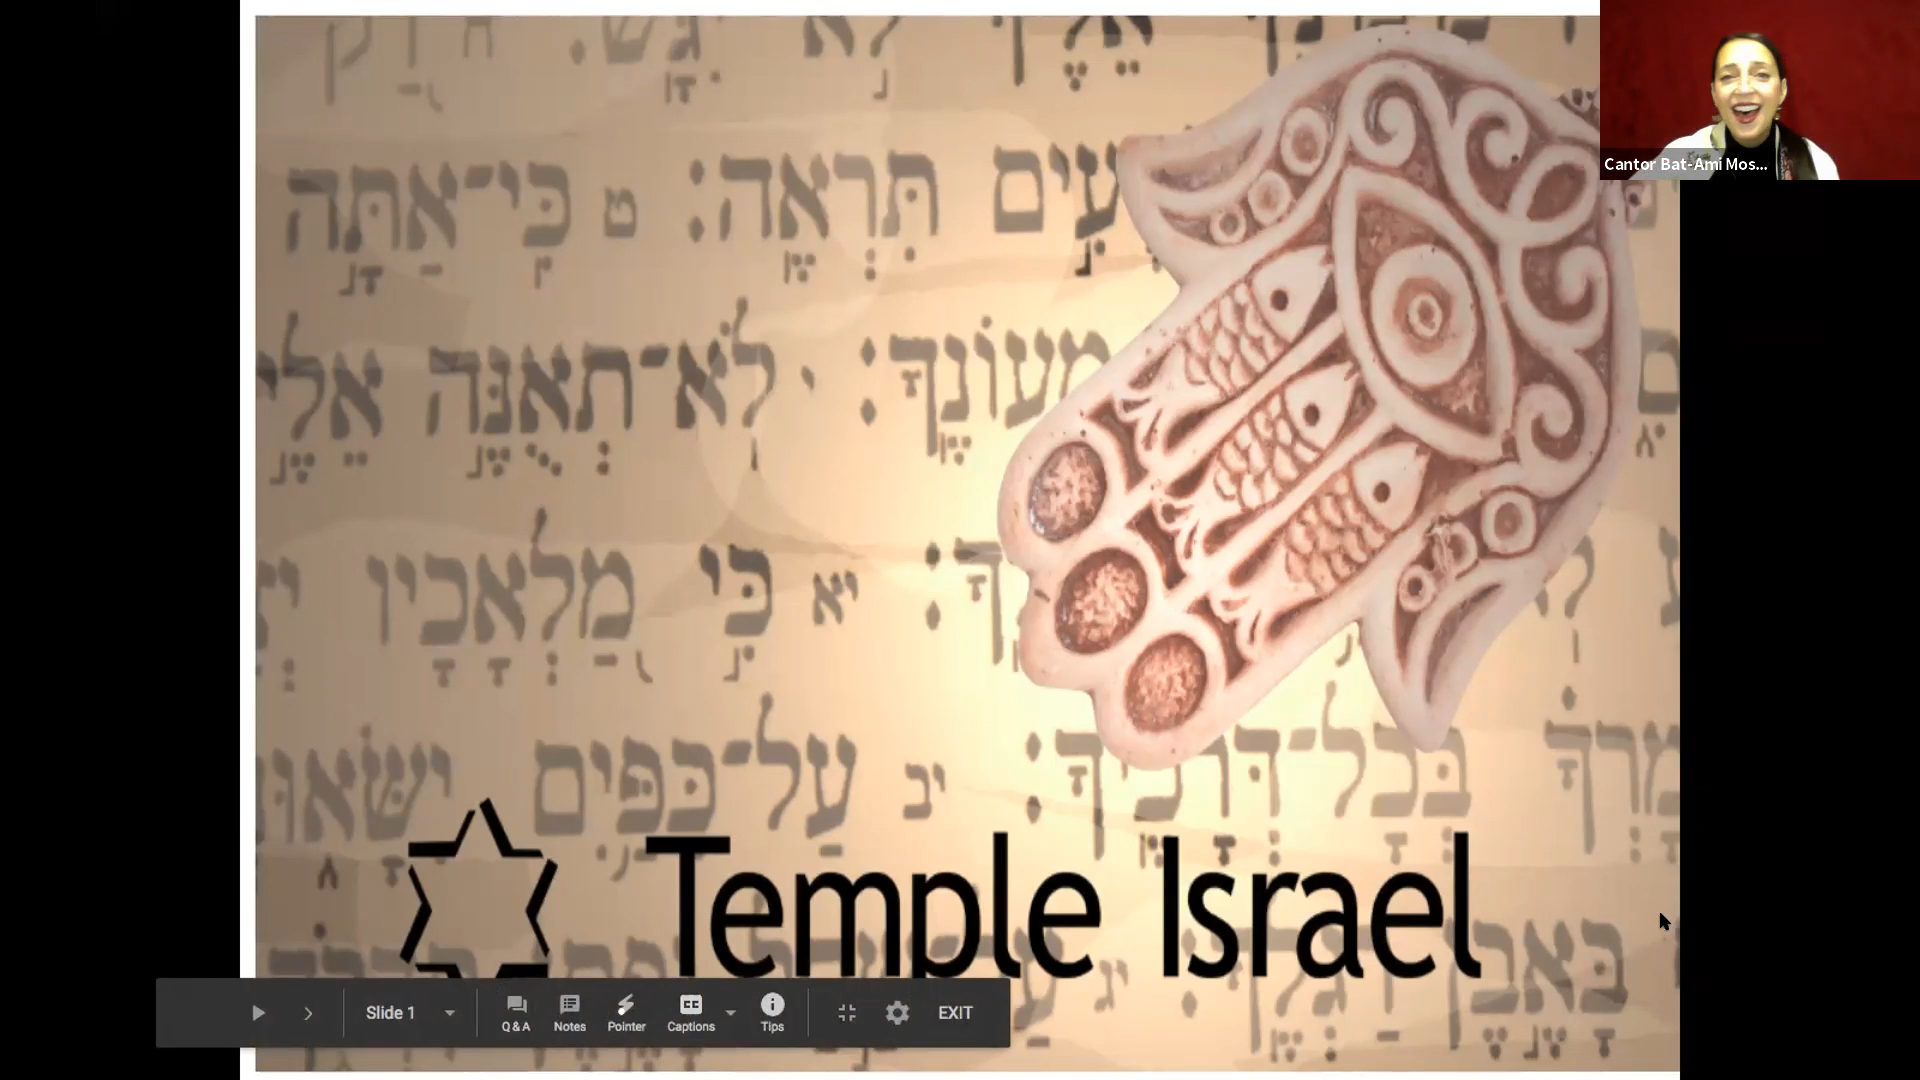 אֵלֶיךָ לֹא יִגָּשׁ׃
תִּרְאֶה׃ ט כִּי־אַתָּה
מְעוֹנֶךָ׃ י לֹא־תְאֻנֶּה אֵלֶי
יא כִּי מַלְאָכָיו
בְּכָל־דְּרָכֶיךָ׃ יב עַל־כַּפַּיִם יִשָּׂאוּ
Temple Israel
Cantor Bat-Ami Mos...
Slide 1
Q&A
Notes
Pointer
Captions
Tips
EXIT